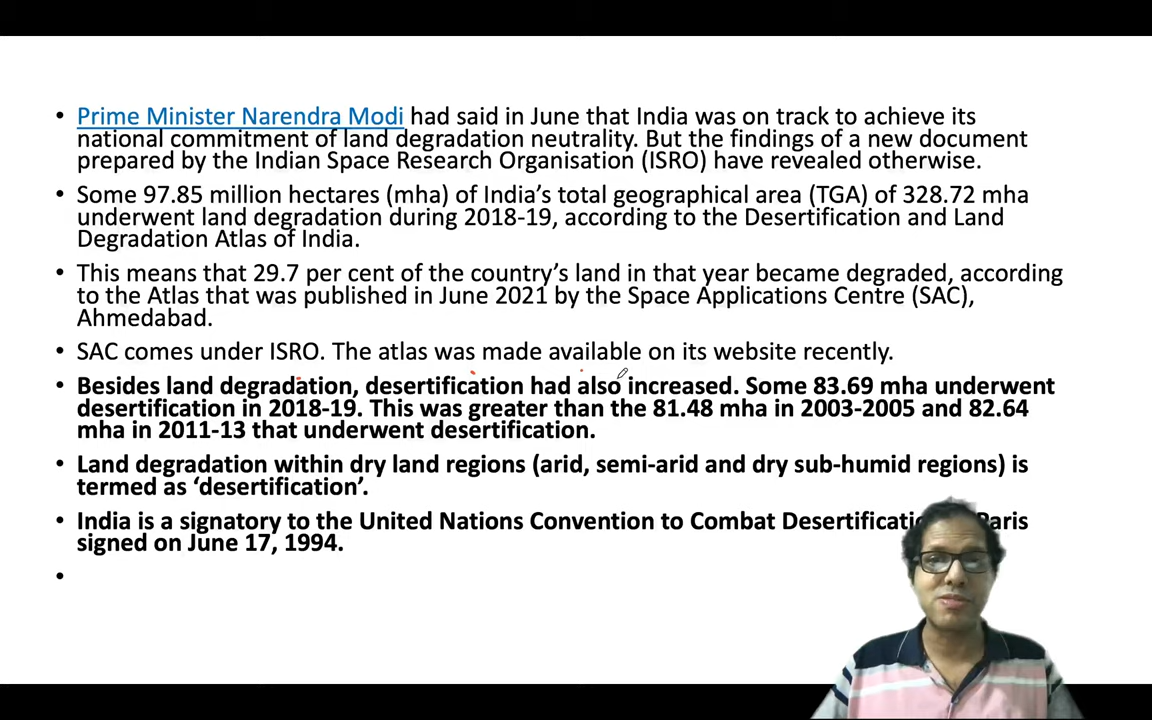 • Prime Minister Narendra Modi had said in June that India was on track to achieve its
national commitment of land degradation neutrality. But the findings of a new document
prepared by the Indian Space Research Organisation (ISRO) have revealed otherwise.
• Some 97.85 million hectares (mha) of India’s total geographical area (TGA) of 328.72 mha
underwent land degradation during 2018-19, according to the Desertification and Land
Degradation Atlas of India.
• This means that 29.7 per cent of the country’s land in that year became degraded, according
to the Atlas that was published in June 2021 by the Space Applications Centre (SAC),
Ahmedabad.
• SAC comes under ISRO. The atlas was made available on its website recently.
• Besides land degradation, desertification had also increased. Some 83.69 mha underwent
desertification in 2018-19. This was greater than the 81.48 mha in 2003-2005 and 82.64
mha in 2011-13 that underwent desertification.
• Land degradation within dry land regions (arid, semi-arid and dry sub-humid regions) is
termed as ‘desertification’.
• India is a signatory to the United Nations Convention to Combat Paris
signed on June 17, 1994.
•